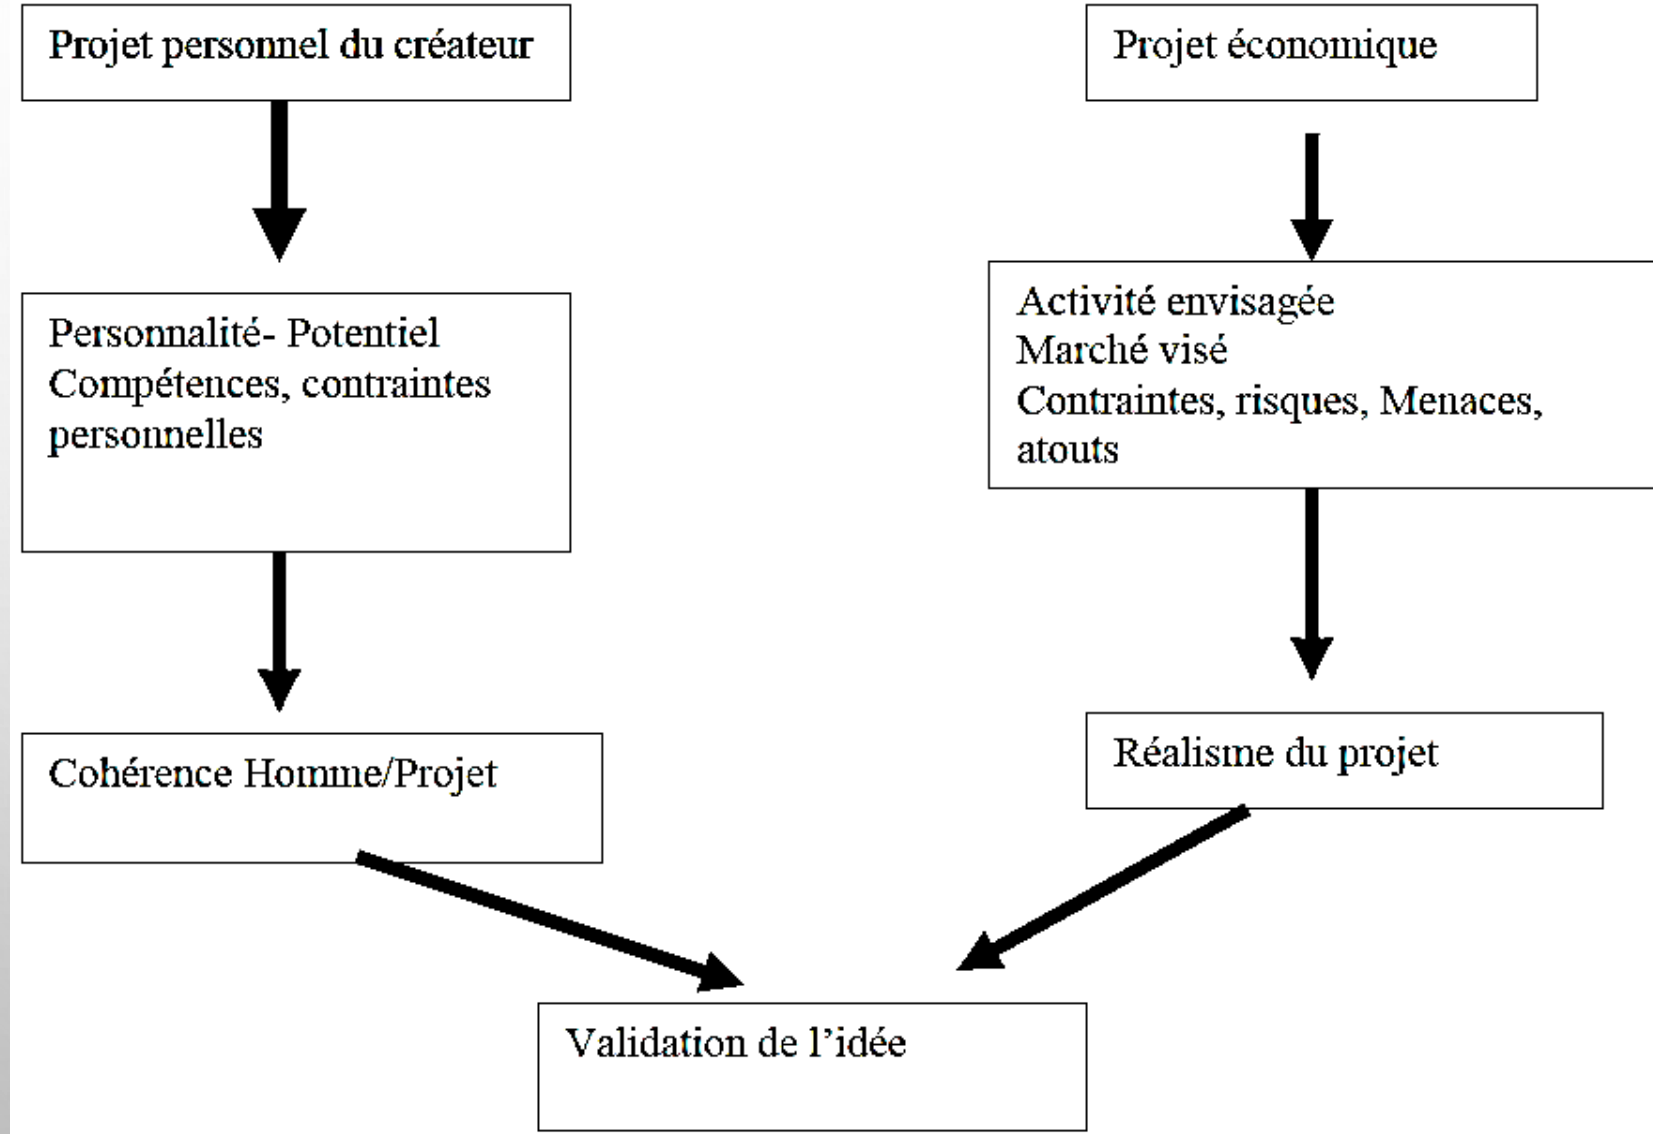 Projet personnel du créateur
Projet économique
Personnalité- Potentiel
Compétences, contraintes
personnelles
Activité envisagée
Marché visé
Contraintes, risques, Menaces,
atouts
Cohérence Homme/Projet
Réalisme du projet
Validation de l’idée